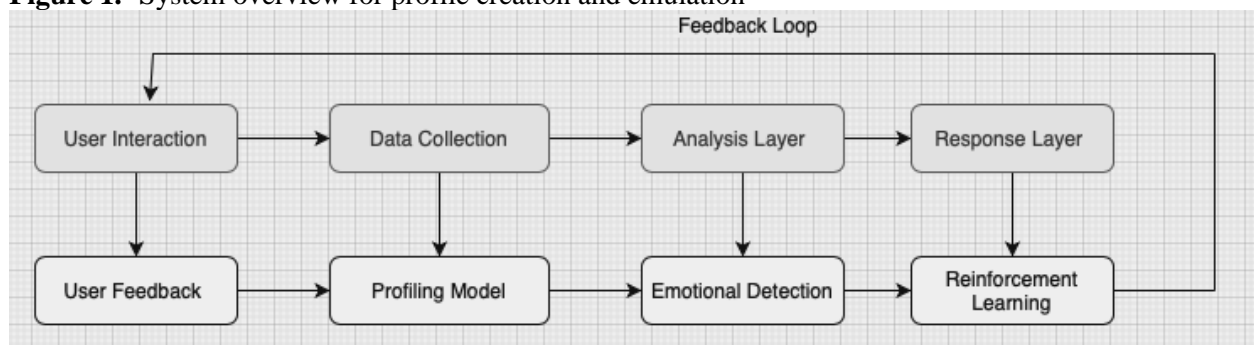 Figure 1. System overview for profile creation and emulation
Feedback Loop
User Interaction
Data Collection
Analysis Layer
Response Layer
User Feedback
Profiling Model
Emotional Detection
Reinforcement
Learning